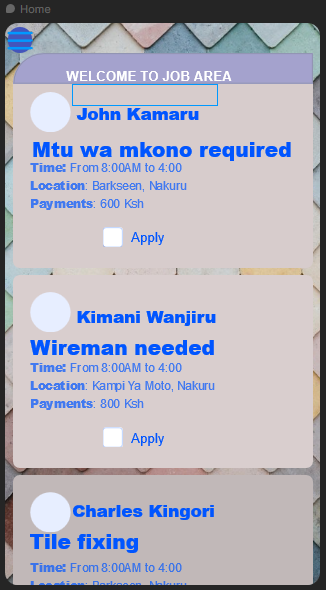 Home
WELCOME TO JOB AREA
John Kamaru
Mtu wa mkono required
Time: From 8:00AM to 4:00
Location: Barkseen, Nakuru
Payments: 600 Ksh
Apply
Kimani Wanjiru
Wireman needed
Time: From 8:00AM to 4:00
Location: Kampi Ya Moto, Nakuru
Payments: 800 Ksh
Apply
Charles Kingori
Tile fixing
Time: From 8:00AM to 4:00
Location: Barkseen, Nakuru